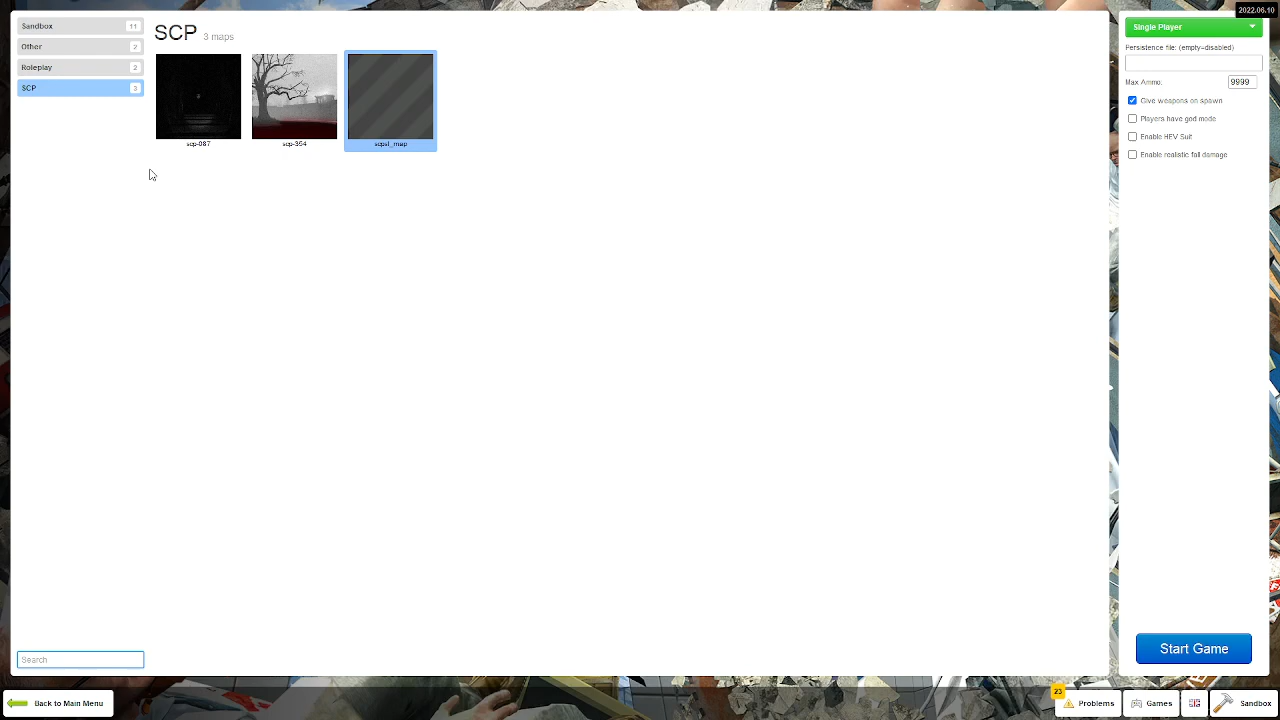 Sandbox 11
Other 2
Roleplay 2
SCP 3
SCP 3 maps
scp-087
scp-354
scpsl_map
Search
Back to Main Menu
2022.06.10
Single Player
Persistence file: (empty=disabled)
Max Ammo: 9999
Give weapons on spawn
Players have god mode
Enable HEV Suit
Enable realistic fall damage
Start Game
23
Problems
Games
Sandbox